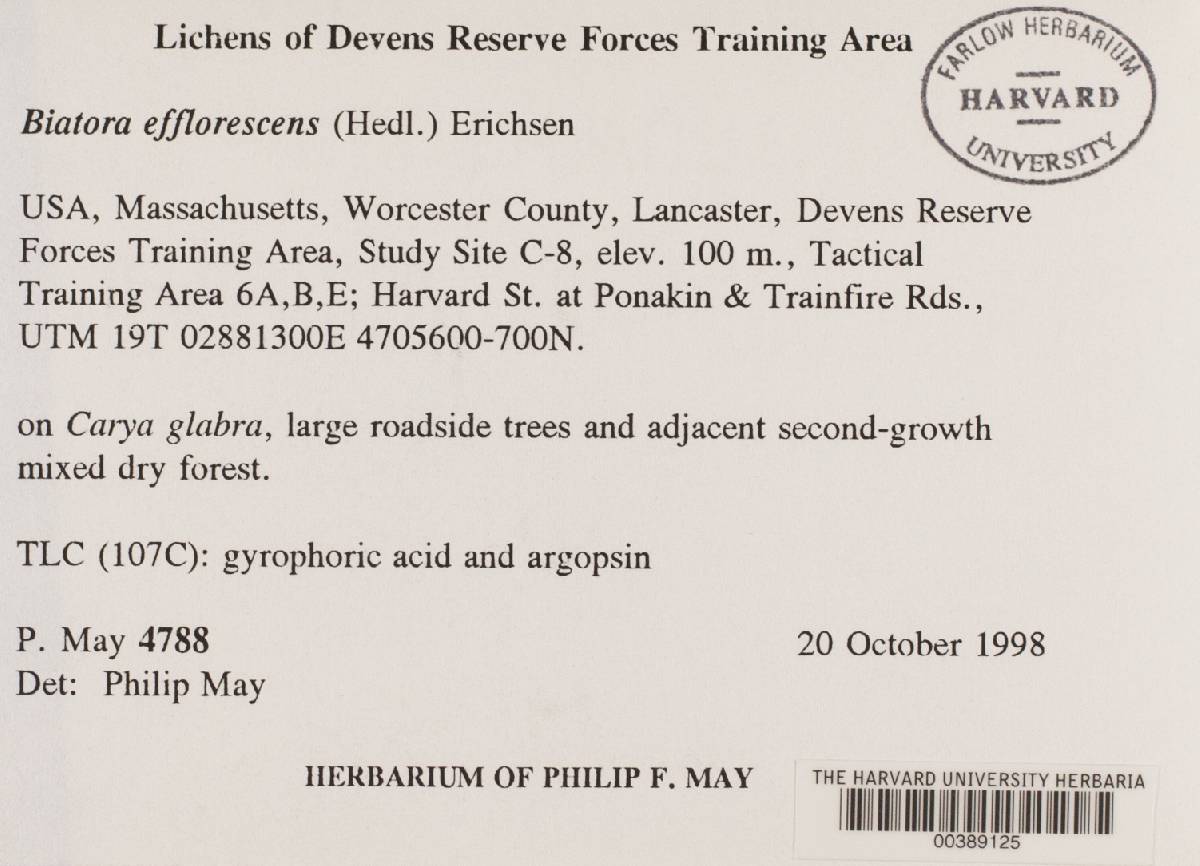 Lichens of Devens Reserve Forces Training Area
FARLOW HERBARIUM
HARVARD
UNIVERSITY
Biatora efflorescens (Hedl.) Erichsen
USA, Massachusetts, Worcester County, Lancaster, Devens Reserve
Forces Training Area, Study Site C-8, elev. 100 m., Tactical
Training Area 6A,B,E; Harvard St. at Ponakin & Trainfire Rds.,
UTM 19T 02881300E 4705600-700N.
on Carya glabra, large roadside trees and adjacent second-growth
mixed dry forest.
TLC (107C): gyrophoric acid and argopsin
P. May 4788
20 October 1998
Det: Philip May
HERBARIUM OF PHILIP F. MAY
THE HARVARD UNIVERSITY HERBARIA
00389125